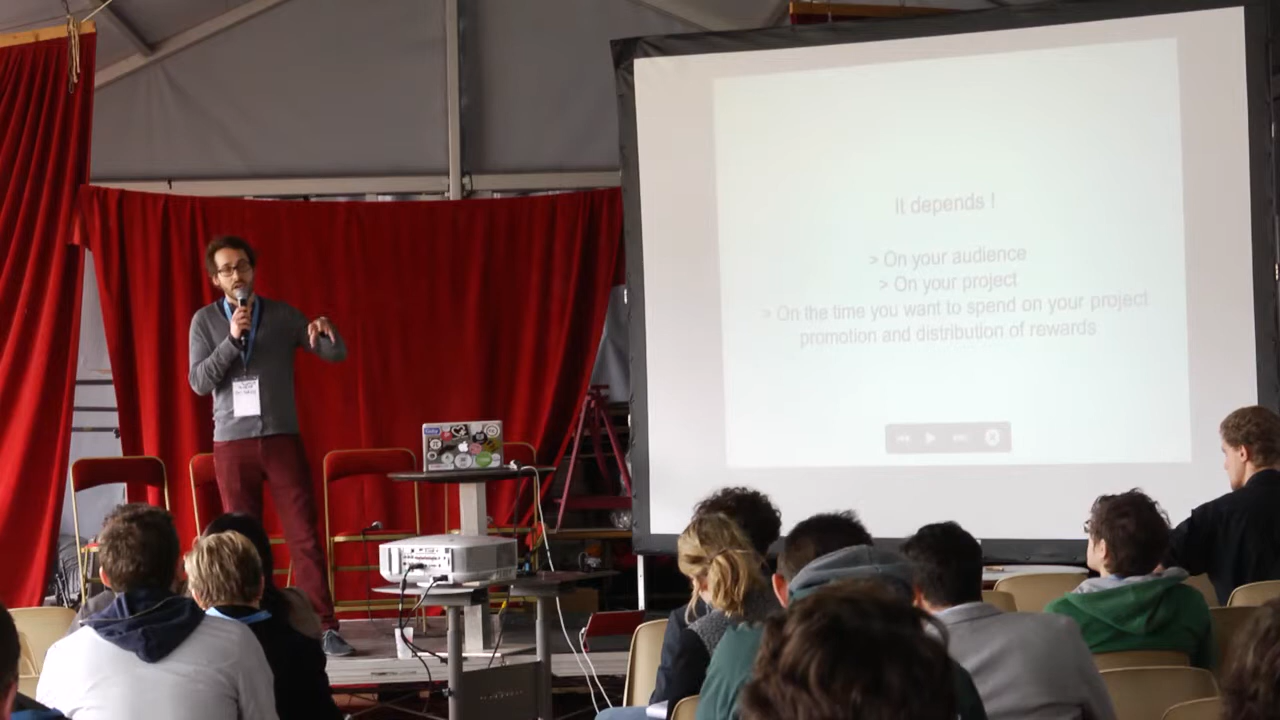 It depends !
> On your audience
> On your project
> On the time you want to spend on your project
promotion and distribution of rewards